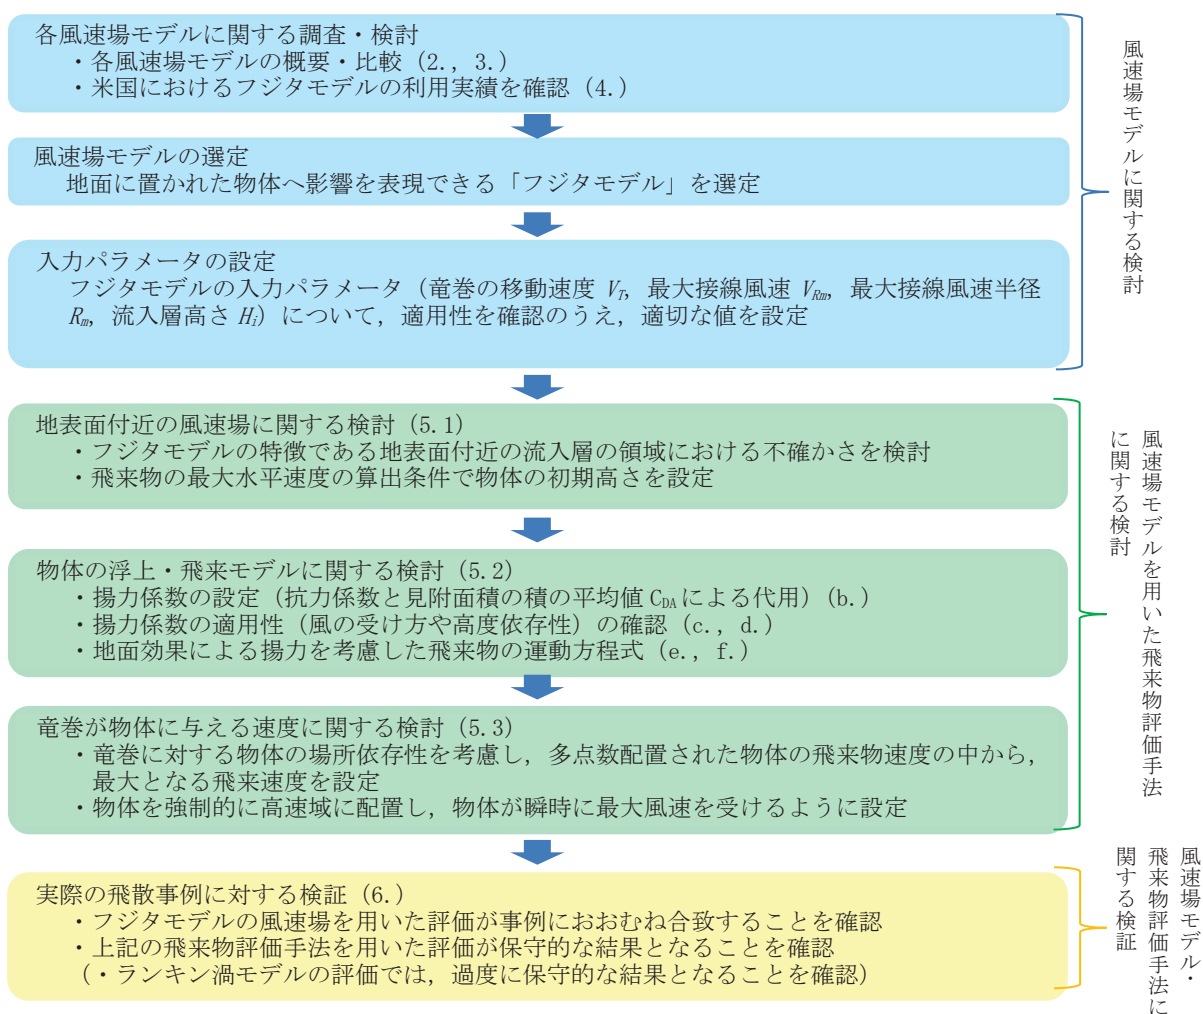 各風速場モデルに関する調査・検討
・各風速場モデルの概要・比較（2., 3.）
・米国におけるフジタモデルの利用実績を確認（4.）
風速場モデルの選定
地面に置かれた物体へ影響を表現できる「フジタモデル」を選定
入力パラメータの設定
フジタモデルの入力パラメータ（竜巻の移動速度 V_T，最大接線風速 V_Rm，最大接線風速半径
R_m，流入層高さ H_i）について，適用性を確認のうえ，適切な値を設定
風速場モデルに関する検討
地表面付近の風速場に関する検討（5.1）
・フジタモデルの特徴である地表面付近の流入層の領域における不確かさを検討
・飛来物の最大水平速度の算出条件で物体の初期高さを設定
物体の浮上・飛来モデルに関する検討（5.2）
・揚力係数の設定（抗力係数と見附面積の積の平均値 C_DA による代用）（b.）
・揚力係数の適用性（風の受け方や高度依存性）の確認（c., d.）
・地面効果による揚力を考慮した飛来物の運動方程式（e., f.）
竜巻が物体に与える速度に関する検討（5.3）
・竜巻に対する物体の場所依存性を考慮し，多点数配置された物体の飛来物速度の中から，
最大となる飛来速度を設定
・物体を強制的に高速域に配置し，物体が瞬時に最大風速を受けるように設定
風速場モデルを用いた飛来物評価手法
に関する検討
実際の飛散事例に対する検証（6.）
・フジタモデルの風速場を用いた評価が事例におおむね合致することを確認
・上記の飛来物評価手法を用いた評価が保守的な結果となることを確認
（・ランキン渦モデルの評価では，過度に保守的な結果となることを確認）
風速場モデル・
飛来物評価手法に
関する検証